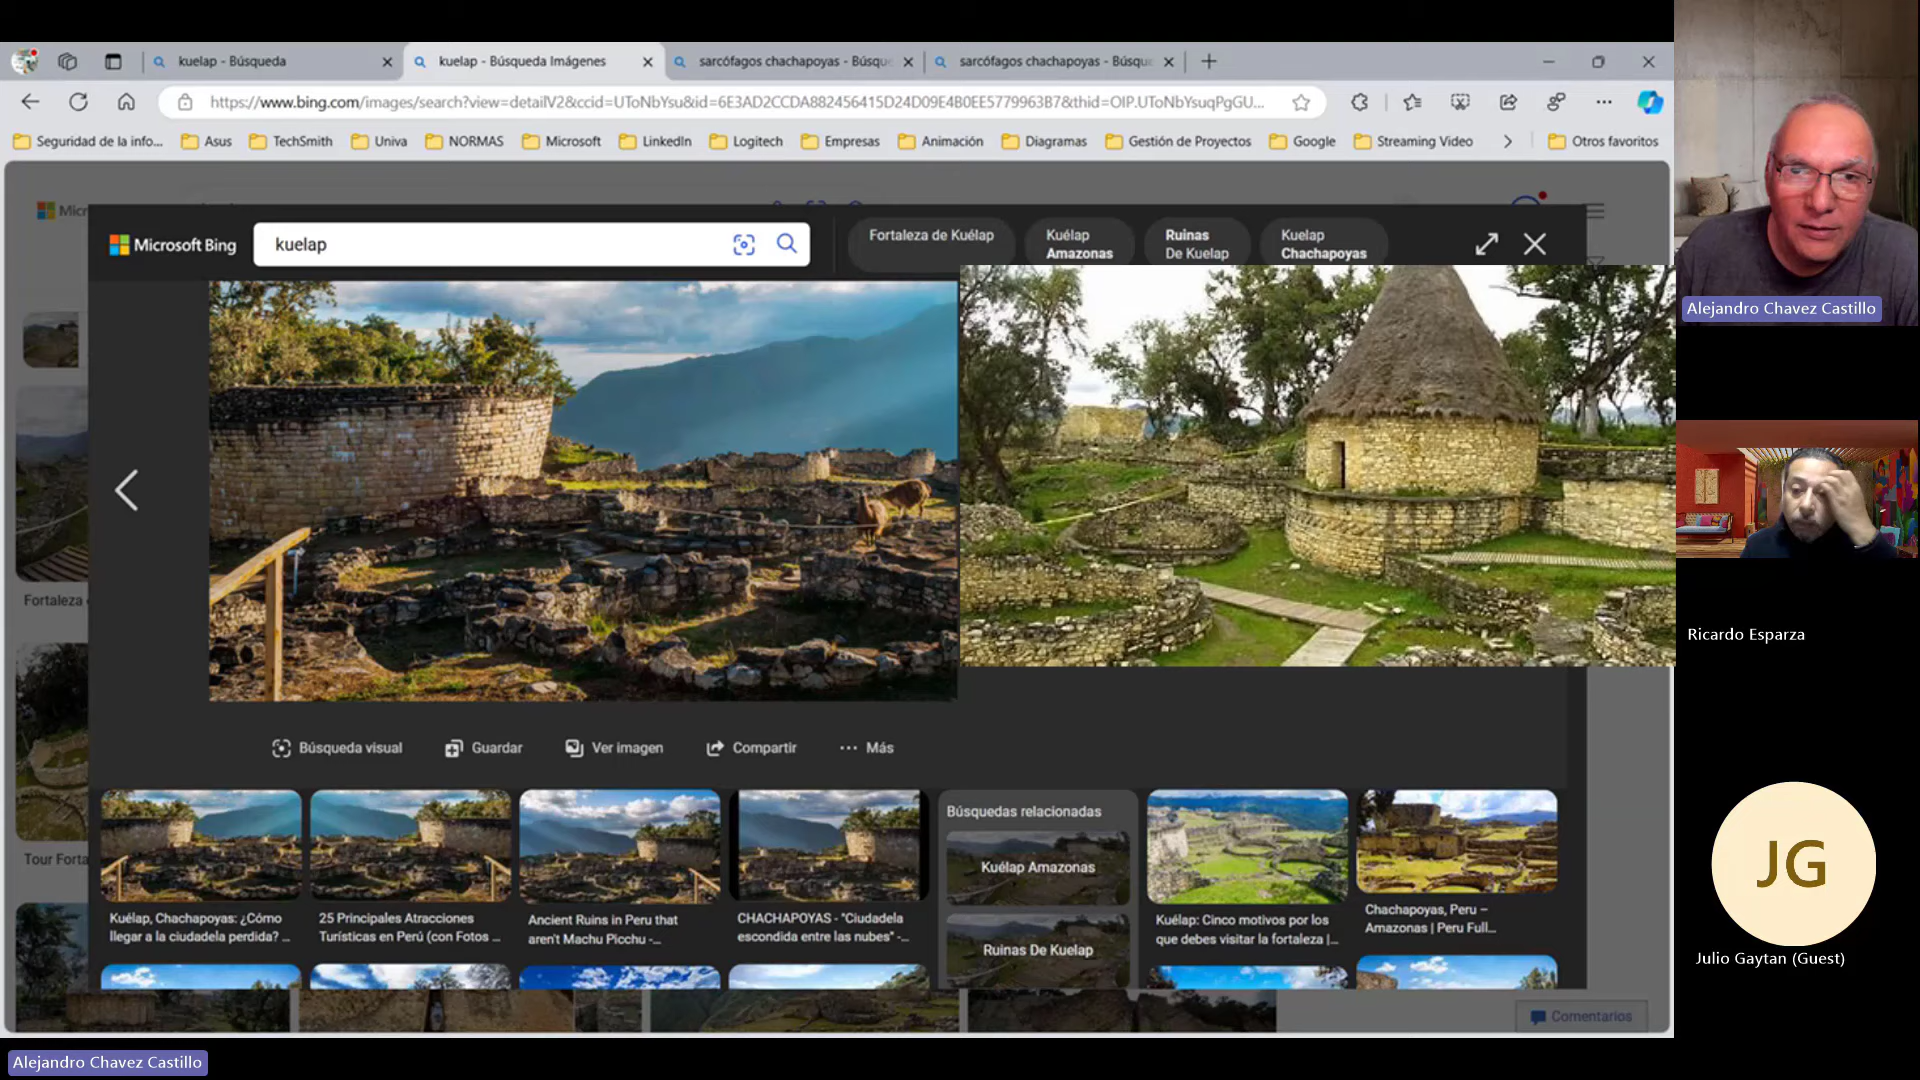 kuelap - Búsqueda
kuelap - Búsqueda Imágenes
sarcófagos chachapoyas - Búsqu
sarcófagos chachapoyas - Búsqu
https://www.bing.com/images/search?view=detailV2&ccid=UToNbYsu&id=6E3AD2CCDA882456415D24D09E4B0EE5779963B7&thid=OIP.UToNbYsuqPgGU...
Seguridad de la info...
Asus
TechSmith
Univa
NORMAS
Microsoft
LinkedIn
Logitech
Empresas
Animación
Diagramas
Gestión de Proyectos
Google
Streaming Video
Otros favoritos
Micr
Microsoft Bing
kuelap
Fortaleza de Kuélap
Kuélap
Amazonas
Ruinas
De Kuelap
Kuelap
Chachapoyas
Alejandro Chavez Castillo
Fortaleza
Ricardo Esparza
Búsqueda visual
Guardar
Ver imagen
Compartir
Más
Búsquedas relacionadas
Kuélap Amazonas
Ruinas De Kuelap
Tour Forta
Kuélap, Chachapoyas: ¿Cómo
llegar a la ciudadela perdida? ...
25 Principales Atracciones
Turísticas en Perú (con Fotos ...
Ancient Ruins in Peru that
aren't Machu Picchu -...
CHACHAPOYAS - "Ciudadela
escondida entre las nubes" -...
Kuélap: Cinco motivos por los
que debes visitar la fortaleza |...
Chachapoyas, Peru –
Amazonas | Peru Full...
JG
Julio Gaytan (Guest)
Comentarios
Alejandro Chavez Castillo